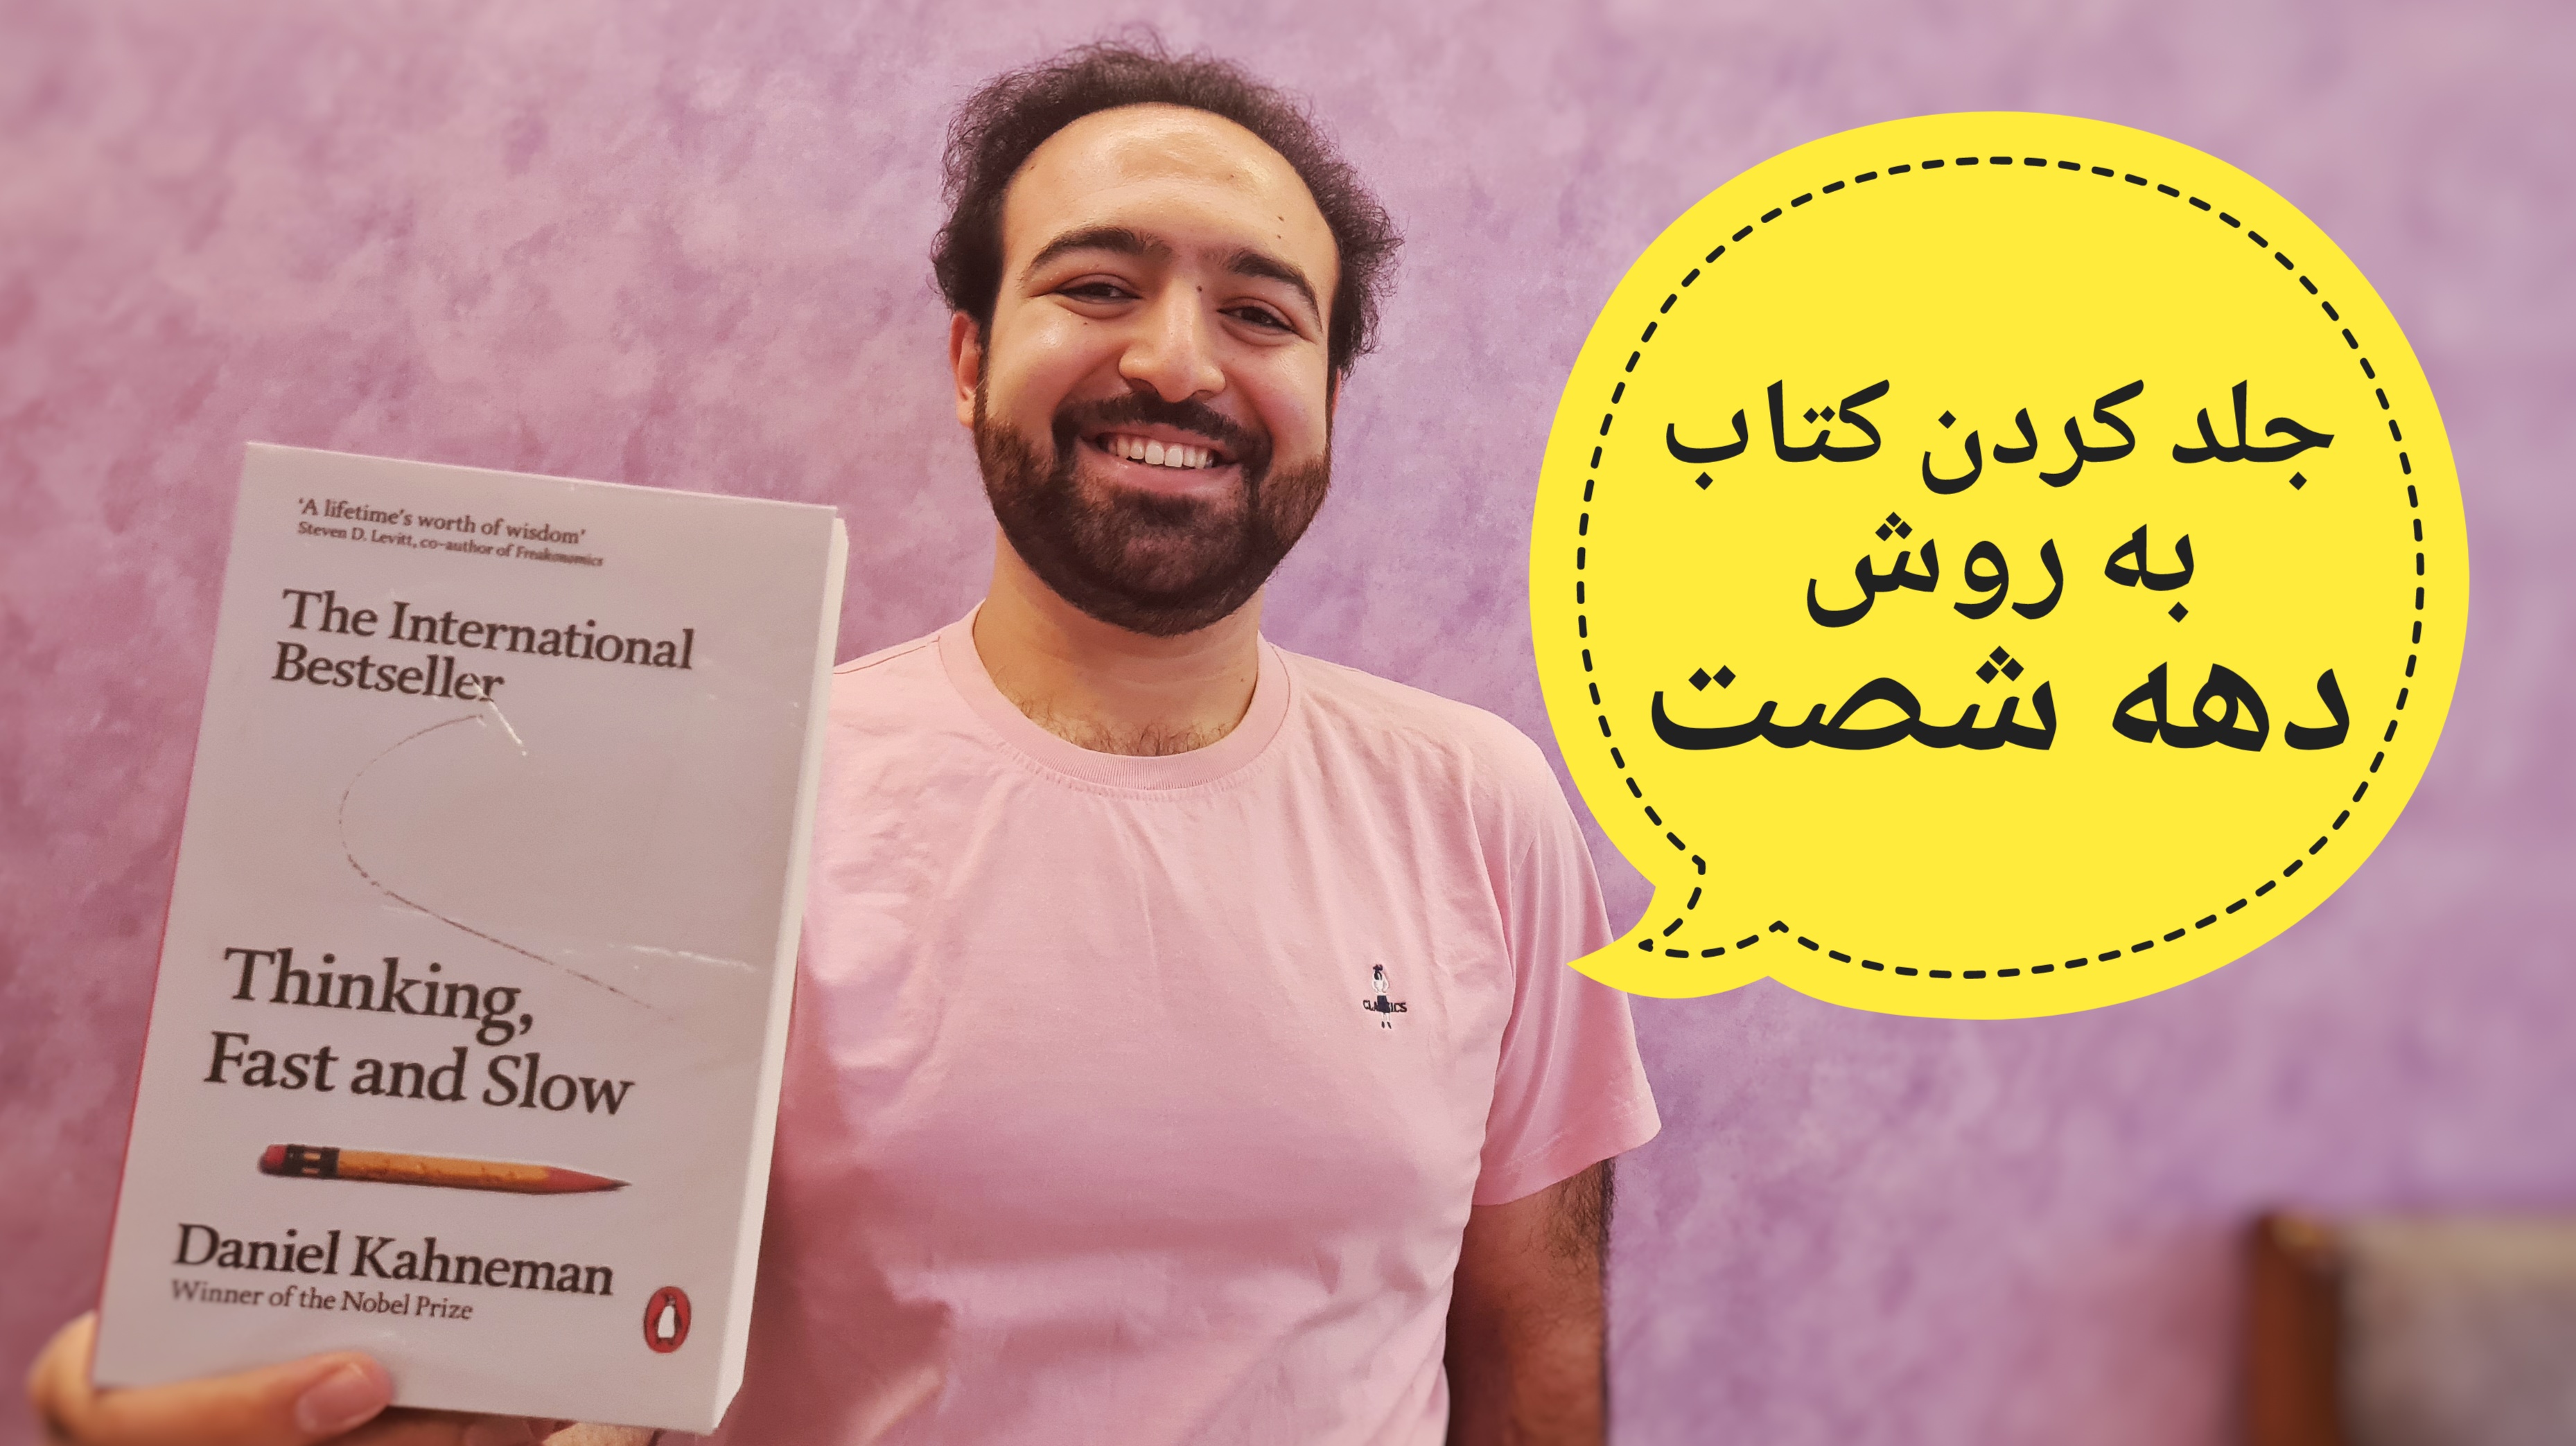 'A lifetime's worth of wisdom'
Steven D. Levitt, co-author of Freakonomics
The International
Bestseller
Thinking,
Fast and Slow
Daniel Kahneman
Winner of the Nobel Prize
CLASSICS
جلد کردن کتاب
به روش
دهه شصت